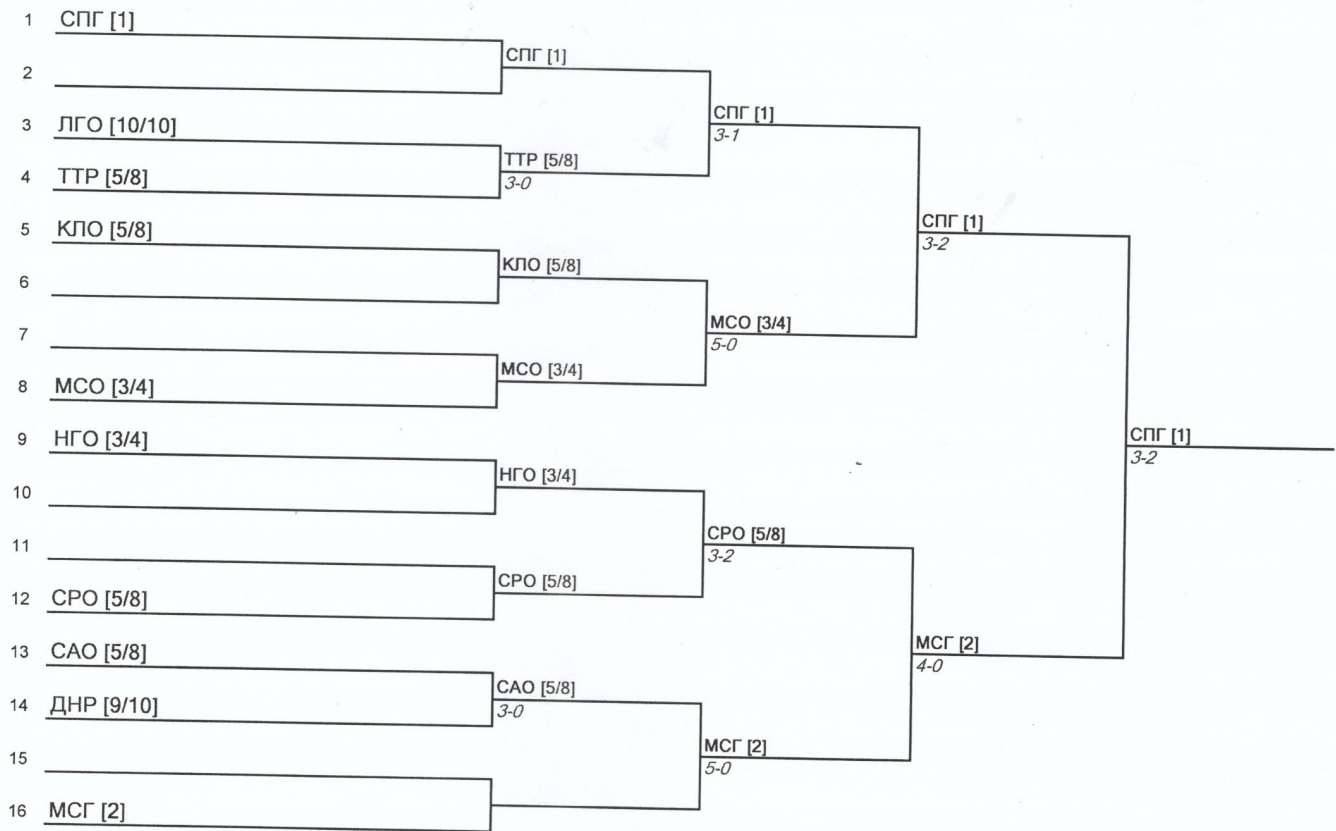 1 СПГ [1]
2
3 ЛГО [10/10]
4 ТТР [5/8]
5 КЛО [5/8]
6
7
8 МСО [3/4]
9 НГО [3/4]
10
11
12 СРО [5/8]
13 САО [5/8]
14 ДНР [9/10]
15
16 МСГ [2]
СПГ [1]
ТТР [5/8]
3-0
КЛО [5/8]
МСО [3/4]
НГО [3/4]
СРО [5/8]
САО [5/8]
3-0
СПГ [1]
3-1
МСО [3/4]
5-0
СРО [5/8]
3-2
МСГ [2]
5-0
СПГ [1]
3-2
МСГ [2]
4-0
СПГ [1]
3-2